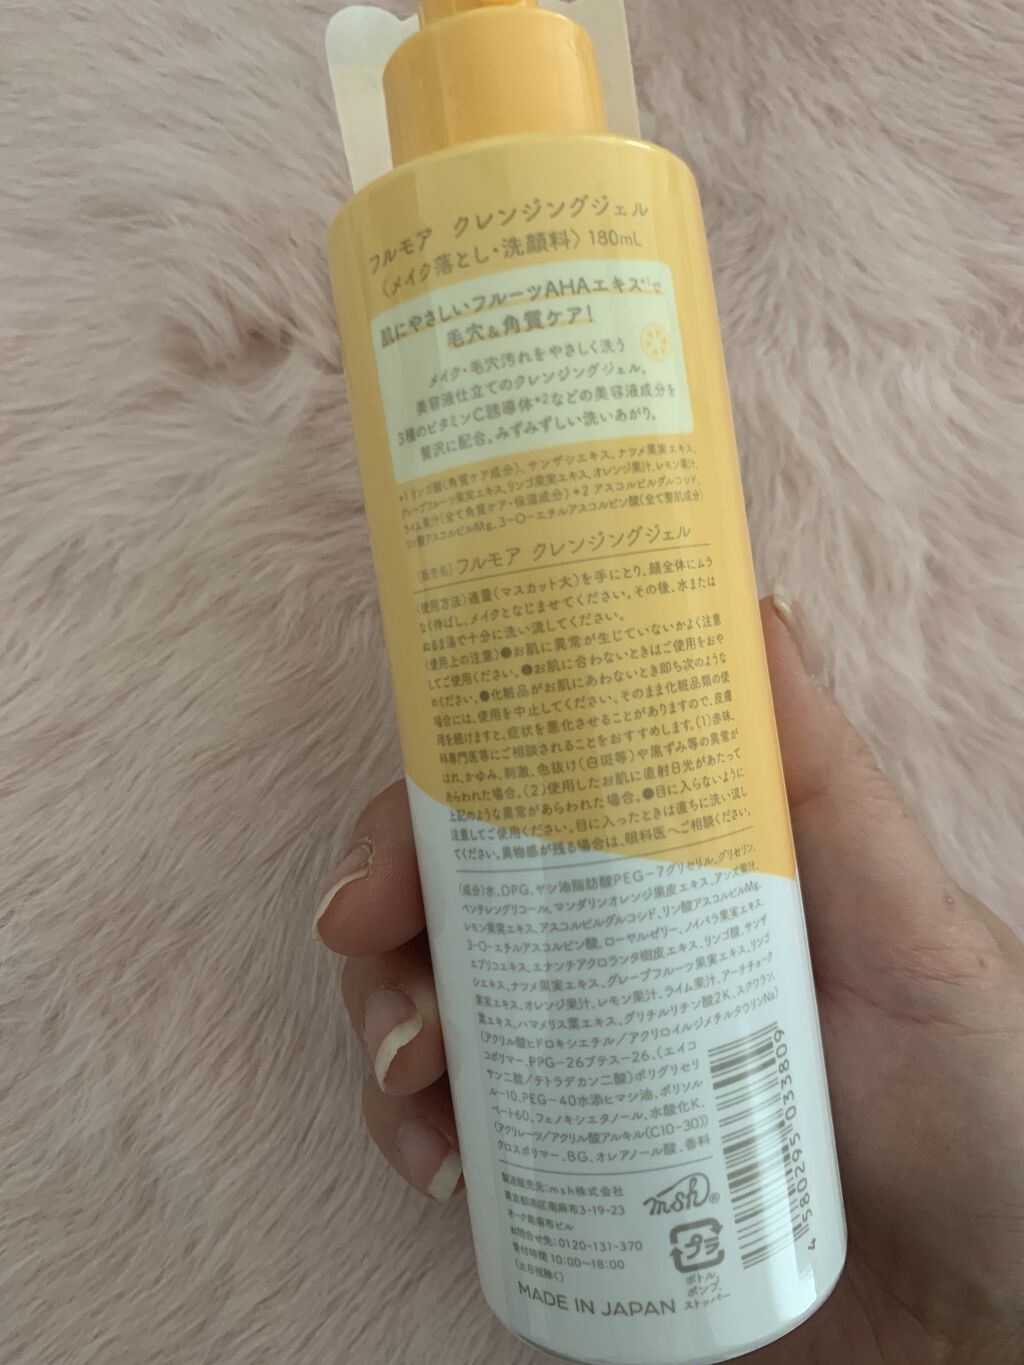 フルモア クレンジングジェル
〈メイク落とし・洗顔料〉180mL
肌にやさしいフルーツAHAエキス*1で
毛穴&角質ケア!
メイク・毛穴汚れをやさしく洗う
美容液仕立てのクレンジングジェル。
3種のビタミンC誘導体*2などの美容液成分を
贅沢に配合。みずみずしい洗いあがり。
*1 リンゴ酸(角質ケア成分)、サンザシエキス、ナツメ果実エキス、
グレープフルーツ果実エキス、リンゴ果実エキス、オレンジ果汁、レモン果汁、
ライム果汁(全て角質ケア・保湿成分) *2 アスコルビルグルコシド、
リン酸アスコルビルMg、3-O-エチルアスコルビン酸(全て整肌成分)
[販売名]フルモア クレンジングジェル
〈使用方法〉適量(マスカット大)を手にとり、顔全体にムラ
なく伸ばし、メイクとなじませてください。その後、水または
ぬるま湯で十分に洗い流してください。
〈使用上の注意〉●お肌に異常が生じていないかよく注意
してご使用ください。●お肌に合わないときはご使用をおや
めください。●化粧品がお肌にあわないとき即ち次のような
場合には、使用を中止してください。そのまま化粧品類の使
用を続けますと、症状を悪化させることがありますので、皮膚
科専門医等にご相談されることをおすすめします。(1)赤味、
はれ、かゆみ、刺激、色抜け(白斑等)や黒ずみ等の異常が
あらわれた場合。(2)使用したお肌に直射日光があたって
上記のような異常があらわれた場合。●目に入らないように
注意してご使用ください。目に入ったときは直ちに洗い流し
てください。異物感が残る場合は、眼科医へご相談ください。
〈成分〉水、DPG、ヤシ油脂肪酸PEG-7グリセリル、グリセリン、
ペンチレングリコール、マンダリンオレンジ果皮エキス、アンズ果汁、
レモン果実エキス、アスコルビルグルコシド、リン酸アスコルビルMg、
3-O-エチルアスコルビン酸、ローヤルゼリー、ノイバラ果実エキス、
エブリコエキス、エナンチアクロランタ樹皮エキス、リンゴ酸、サンザ
シエキス、ナツメ果実エキス、グレープフルーツ果実エキス、リンゴ
果実エキス、オレンジ果汁、レモン果汁、ライム果汁、アーチチョーク
葉エキス、ハマメリス葉エキス、グリチルリチン酸2K、スクワラン、
(アクリル酸ヒドロキシエチル/アクリロイルジメチルタウリンNa)
コポリマー、PPG-26ブテス-26、(エイコ
サン二酸/テトラデカン二酸)ポリグリセリ
ル-10、PEG-40水添ヒマシ油、ポリソル
ベート60、フェノキシエタノール、水酸化K、
(アクリレーツ/アクリル酸アルキル(C10-30))
クロスポリマー、BG、オレアノール酸、香料
製造販売元:msh株式会社
東京都港区南麻布3-19-23
オーク南麻布ビル
お問合せ先:0120-131-370
受付時間 10:00~18:00
(土日祝除く)
MADE IN JAPAN
msh®
プラ
ボトル、
ポンプ、
ストッパー
4 580295 033809